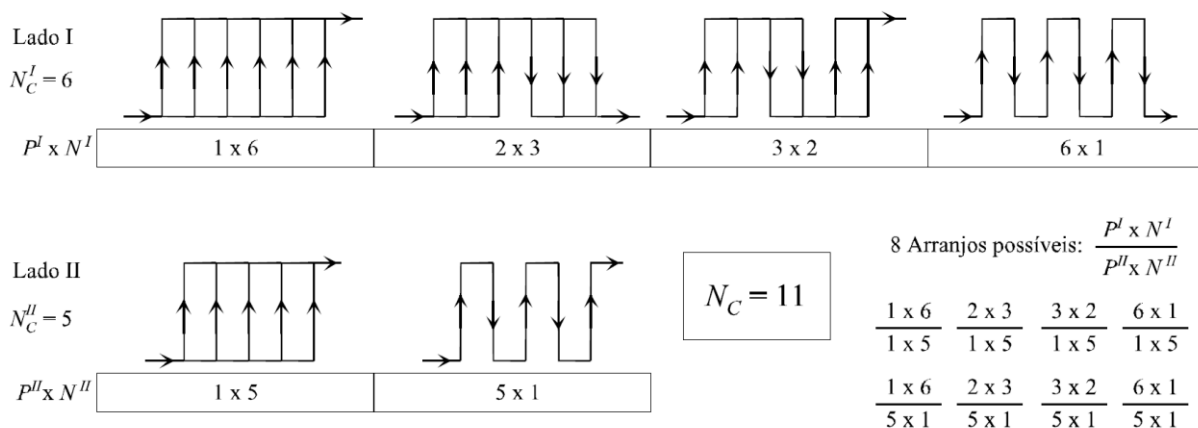 Lado I
N_C^I = 6
P^I x N^I
1 x 6
2 x 3
3 x 2
6 x 1
Lado II
N_C^II = 5
P^II x N^II
1 x 5
5 x 1
N_C = 11
8 Arranjos possíveis: P^I x N^I / P^II x N^II
1 x 6 2 x 3 3 x 2 6 x 1
1 x 5 1 x 5 1 x 5 1 x 5
1 x 6 2 x 3 3 x 2 6 x 1
5 x 1 5 x 1 5 x 1 5 x 1